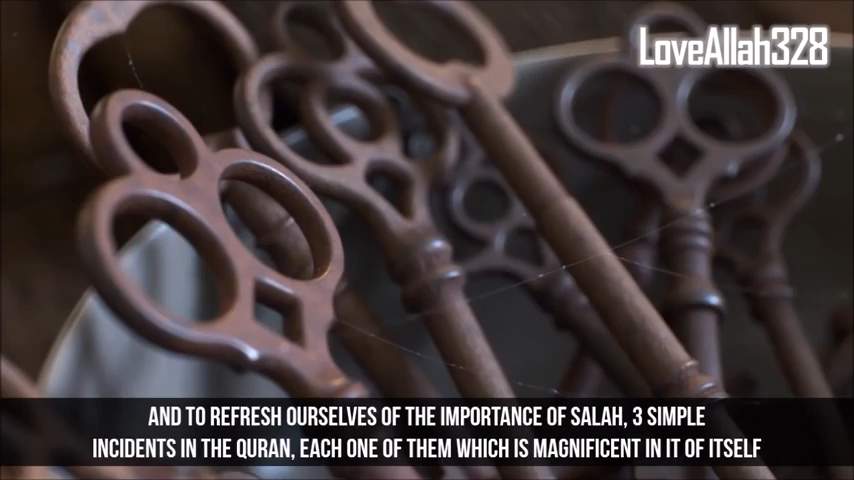 LoveAllah328
AND TO REFRESH OURSELVES OF THE IMPORTANCE OF SALAH, 3 SIMPLE
INCIDENTS IN THE QURAN, EACH ONE OF THEM WHICH IS MAGNIFICENT IN IT OF ITSELF